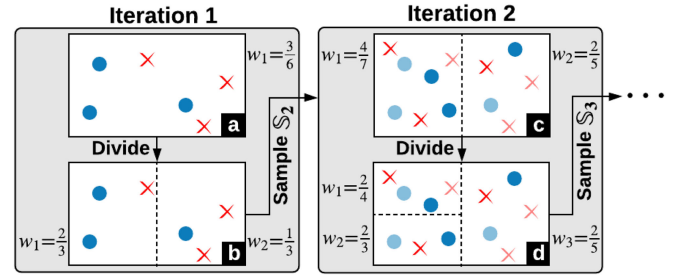 Iteration 1
Iteration 2
w₁=3/6
a
Divide
w₁=2/3
b
w₂=1/3
Sample 𝕊₂
w₁=4/7
w₂=2/5
c
Divide
w₁=2/4
w₂=2/3
d
w₃=2/5
Sample 𝕊₃
...